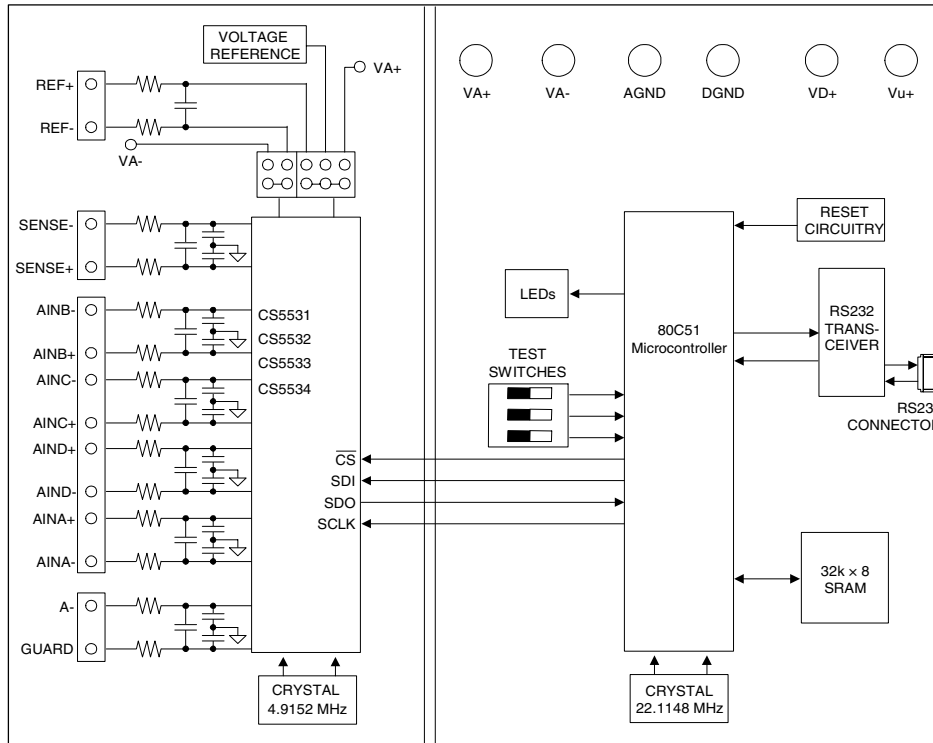 VOLTAGE
REFERENCE
VA+
REF+
REF-
VA-
SENSE-
SENSE+
AINB-
AINB+
AINC-
AINC+
AIND+
AIND-
AINA+
AINA-
A-
GUARD
CS5531
CS5532
CS5533
CS5534
CS
SDI
SDO
SCLK
CRYSTAL
4.9152 MHz
VA+
VA-
AGND
DGND
VD+
Vu+
RESET
CIRCUITRY
LEDs
80C51
Microcontroller
RS232
TRANS-
CEIVER
TEST
SWITCHES
RS23
CONNECTO
32k × 8
SRAM
CRYSTAL
22.1148 MHz